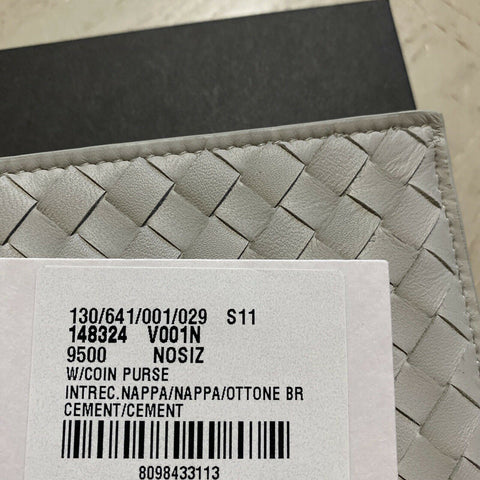 130/641/001/029 S11
148324 V001N
9500 NOSIZ
W/COIN PURSE
INTREC.NAPPA/NAPPA/OTTONE BR
CEMENT/CEMENT
8098433113